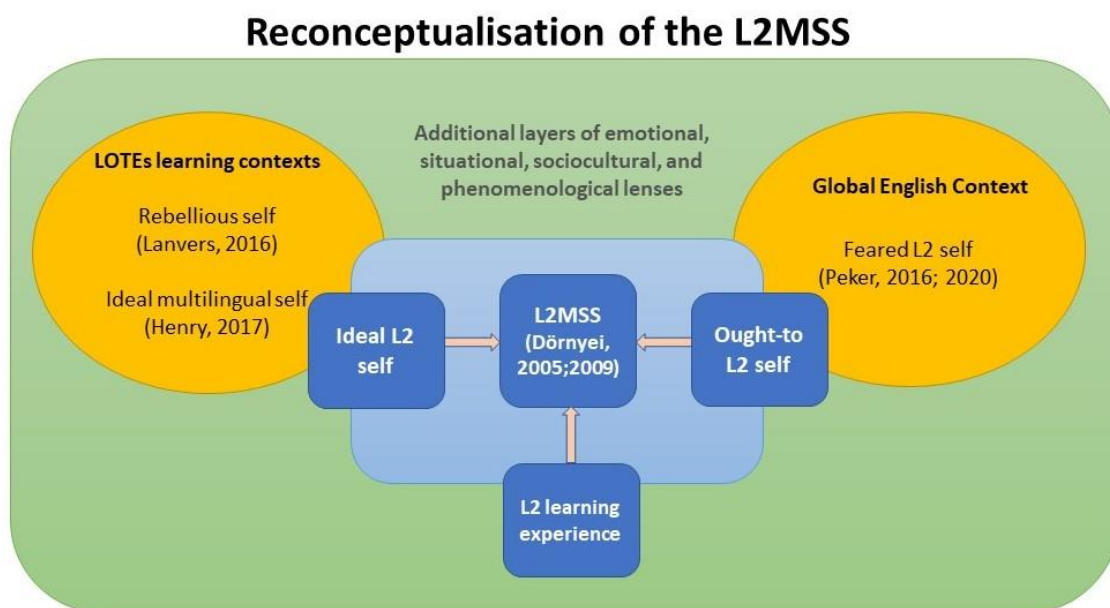 Reconceptualisation of the L2MSS
Additional layers of emotional,
situational, sociocultural, and
phenomenological lenses
LOTEs learning contexts
Rebellious self
(Lanvers, 2016)
Ideal multilingual self
(Henry, 2017)
Global English Context
Feared L2 self
(Peker, 2016; 2020)
Ideal L2
self
L2MSS
(Dörnyei,
2005;2009)
Ought-to
L2 self
L2 learning
experience